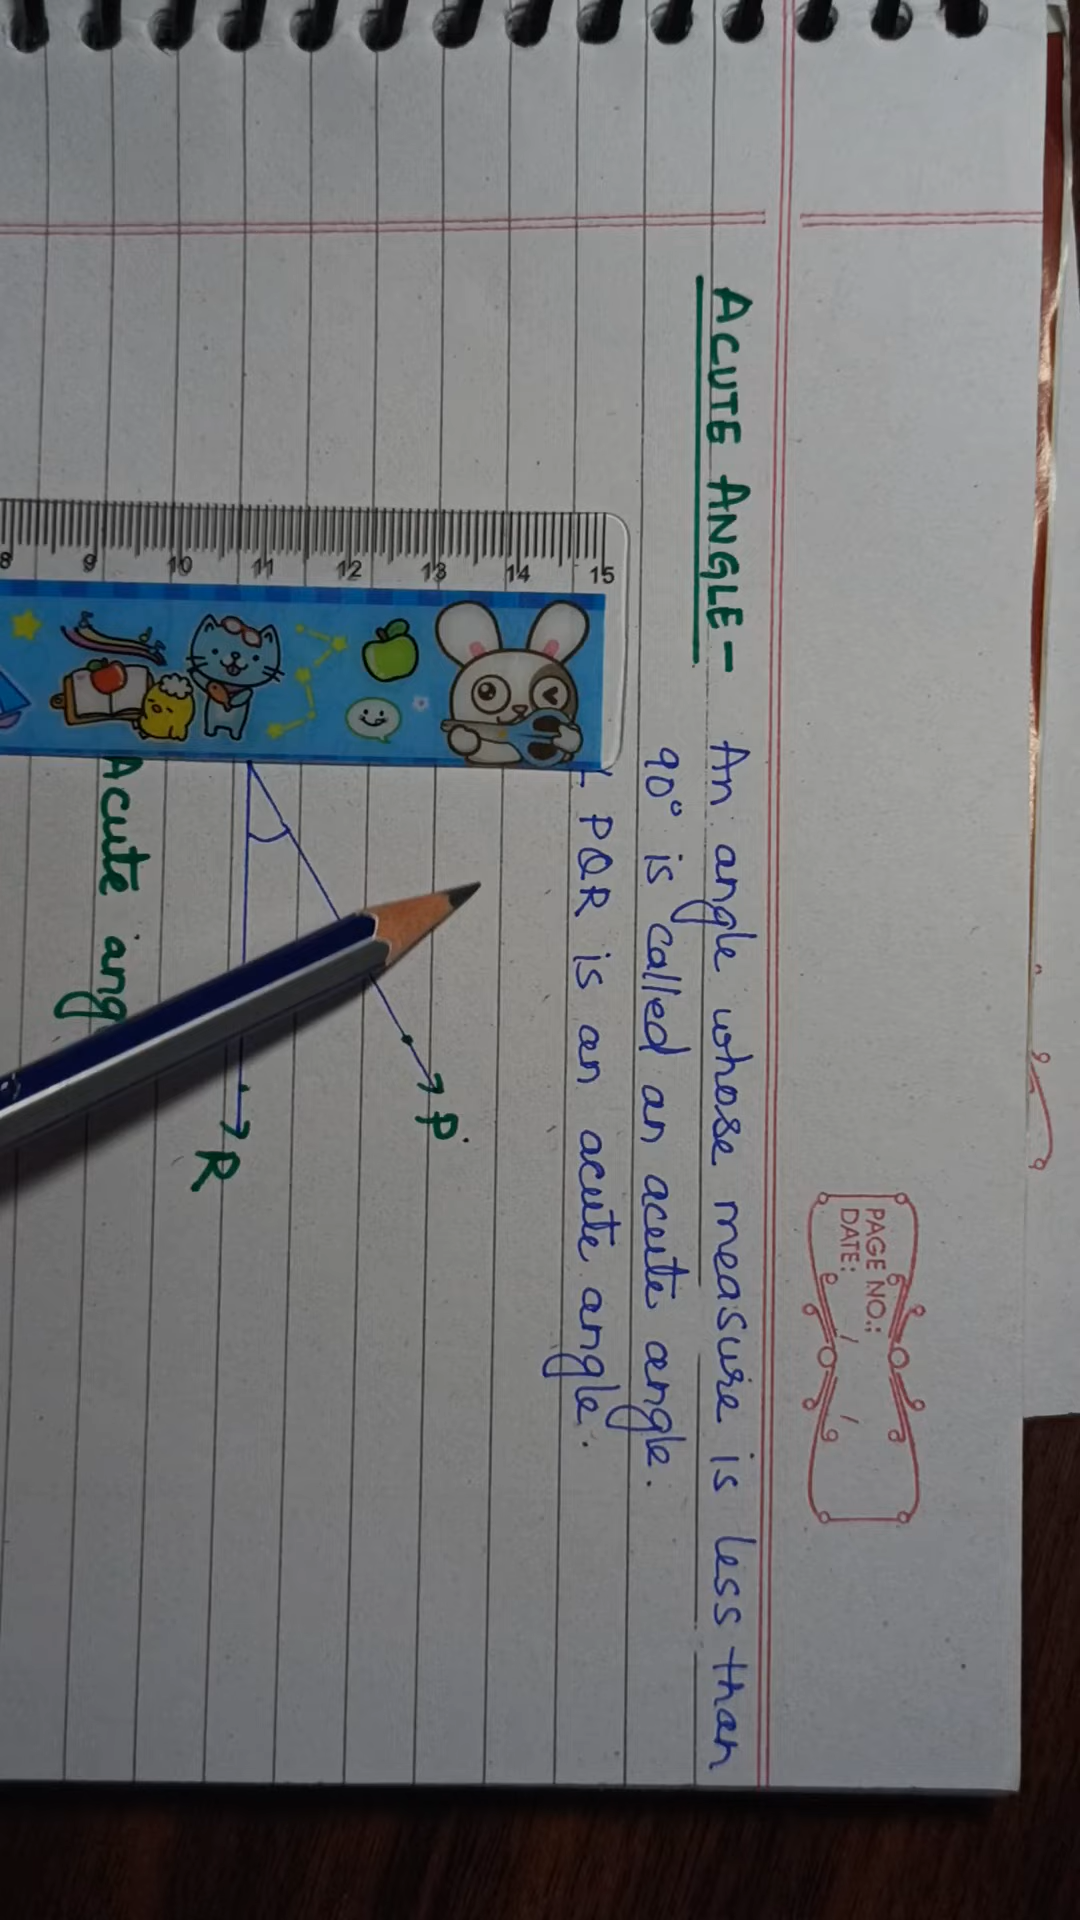 PAGE NO.:
DATE: / /
ACUTE ANGLE - An angle whose measure is less than
90° is called an acute angle.
∠ PQR is an acute angle.
P
R
Acute
8 9 10 11 12 13 14 15